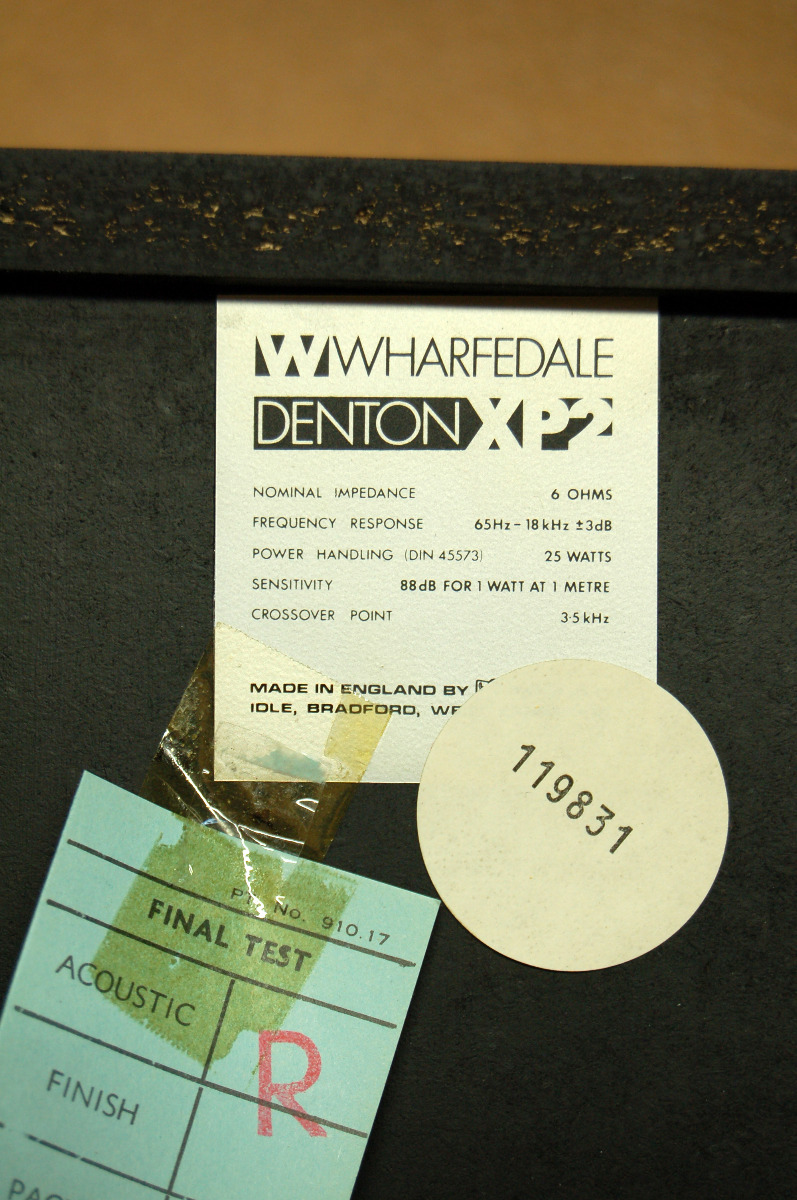 W WHARFEDALE
DENTON XP2
NOMINAL IMPEDANCE 6 OHMS
FREQUENCY RESPONSE 65Hz-18kHz ±3dB
POWER HANDLING (DIN 45573) 25 WATTS
SENSITIVITY 88dB FOR 1 WATT AT 1 METRE
CROSSOVER POINT 3·5kHz
MADE IN ENGLAND BY
IDLE, BRADFORD,
119831
No. 910.17
FINAL TEST
ACOUSTIC
R
FINISH